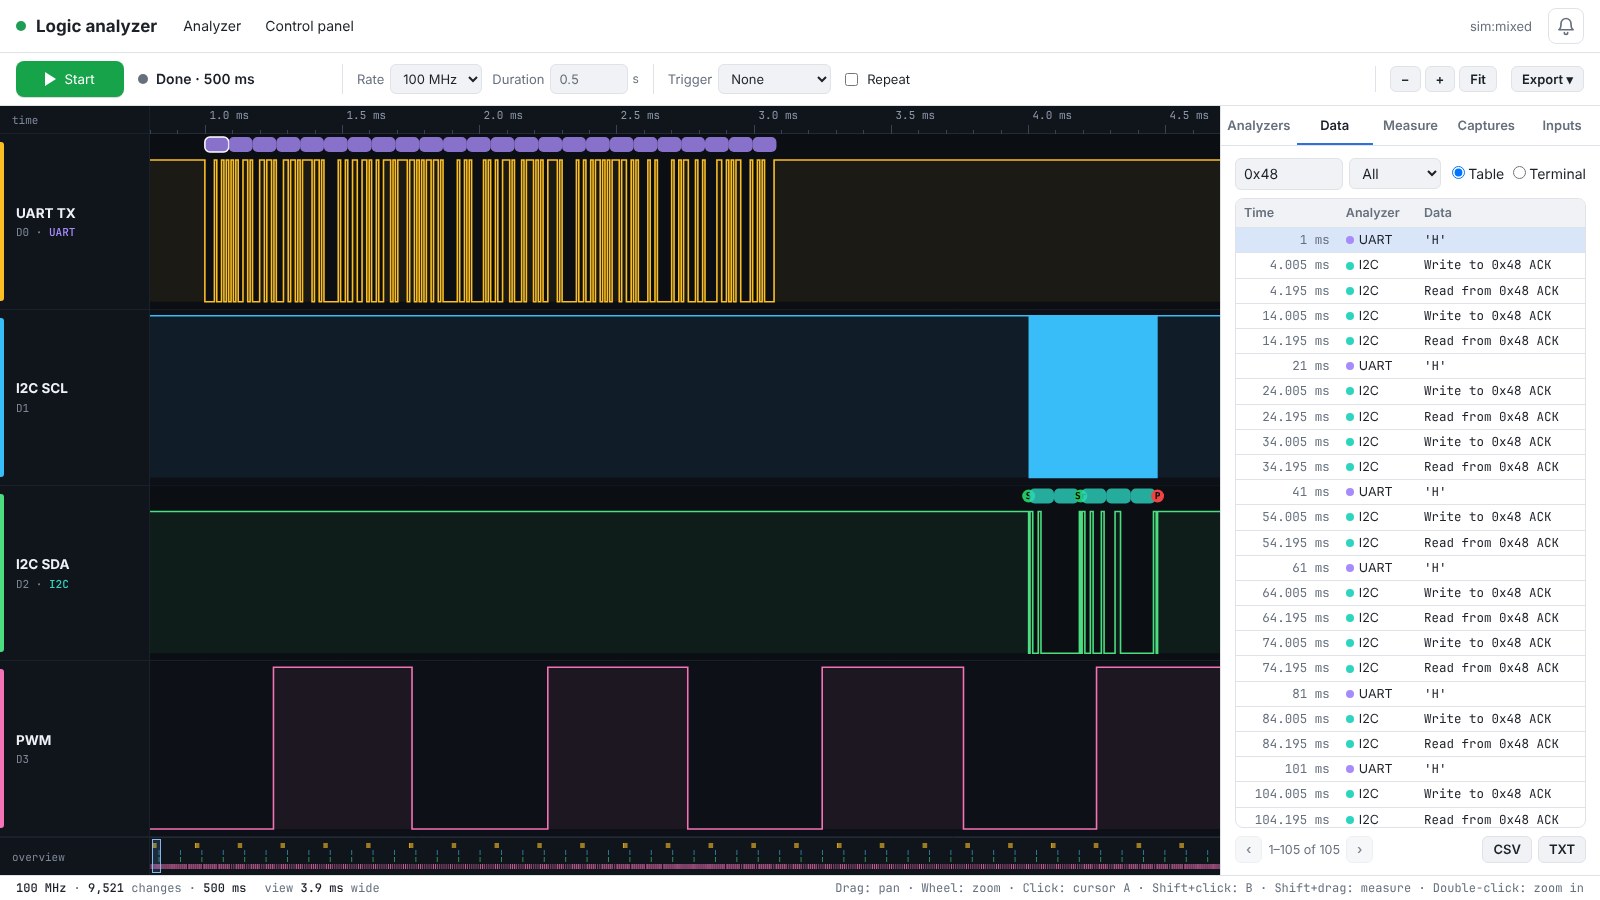 Logic analyzer
Analyzer
Control panel
sim:mixed
Start
Done · 500 ms
Rate
100 MHz
Duration
0.5
s
Trigger
None
Repeat
−
+
Fit
Export ▾
time
1.0 ms
1.5 ms
2.0 ms
2.5 ms
3.0 ms
3.5 ms
4.0 ms
4.5 ms
UART TX
D0 · UART
I2C SCL
D1
I2C SDA
D2 · I2C
S
S
P
PWM
D3
overview
Analyzers
Data
Measure
Captures
Inputs
0x48
All
Table
Terminal
Time Analyzer Data
1 ms UART 'H'
4.005 ms I2C Write to 0x48 ACK
4.195 ms I2C Read from 0x48 ACK
14.005 ms I2C Write to 0x48 ACK
14.195 ms I2C Read from 0x48 ACK
21 ms UART 'H'
24.005 ms I2C Write to 0x48 ACK
24.195 ms I2C Read from 0x48 ACK
34.005 ms I2C Write to 0x48 ACK
34.195 ms I2C Read from 0x48 ACK
41 ms UART 'H'
54.005 ms I2C Write to 0x48 ACK
54.195 ms I2C Read from 0x48 ACK
61 ms UART 'H'
64.005 ms I2C Write to 0x48 ACK
64.195 ms I2C Read from 0x48 ACK
74.005 ms I2C Write to 0x48 ACK
74.195 ms I2C Read from 0x48 ACK
81 ms UART 'H'
84.005 ms I2C Write to 0x48 ACK
84.195 ms I2C Read from 0x48 ACK
101 ms UART 'H'
104.005 ms I2C Write to 0x48 ACK
104.195 ms I2C Read from 0x48 ACK
‹ 1–105 of 105 ›
CSV
TXT
100 MHz · 9,521 changes · 500 ms view 3.9 ms wide
Drag: pan · Wheel: zoom · Click: cursor A · Shift+click: B · Shift+drag: measure · Double-click: zoom in